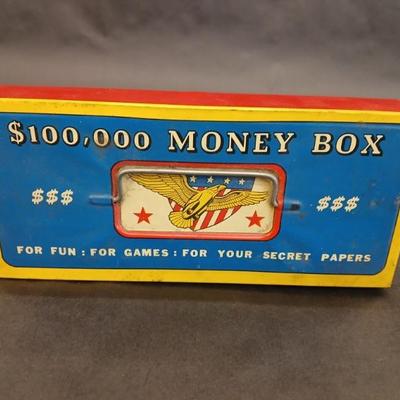 $100,000 MONEY BOX
$$$ $$$
FOR FUN : FOR GAMES : FOR YOUR SECRET PAPERS